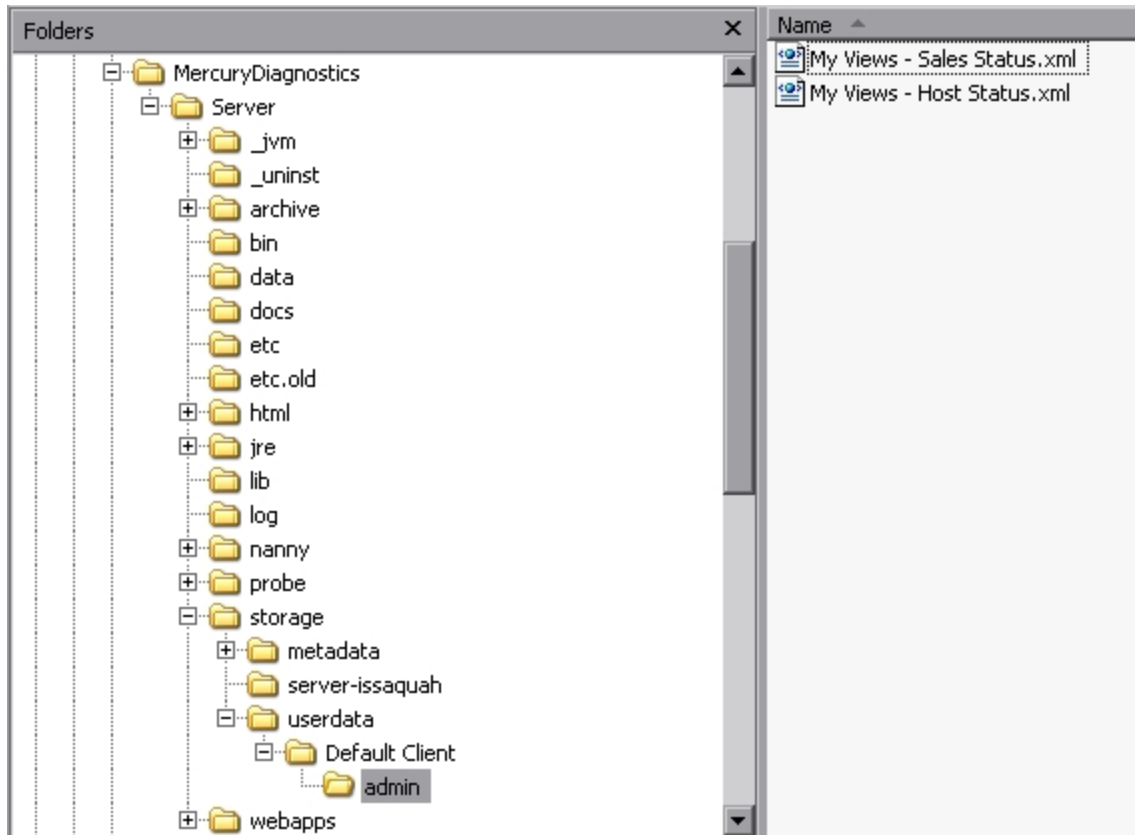 Folders
MercuryDiagnostics
Server
_jvm
_uninst
archive
bin
data
docs
etc
etc.old
html
jre
lib
log
nanny
probe
storage
metadata
server-issaquah
userdata
Default Client
admin
webapps
Name
My Views - Sales Status.xml
My Views - Host Status.xml